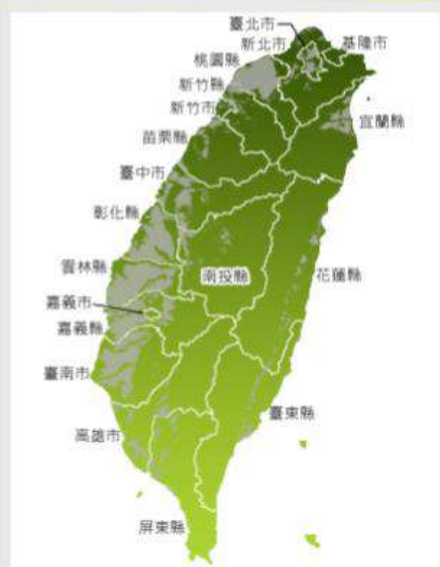 臺北市
新北市
基隆市
桃園縣
新竹縣
新竹市
宜蘭縣
苗栗縣
臺中市
彰化縣
雲林縣
南投縣
花蓮縣
嘉義市
嘉義縣
臺南市
臺東縣
高雄市
屏東縣